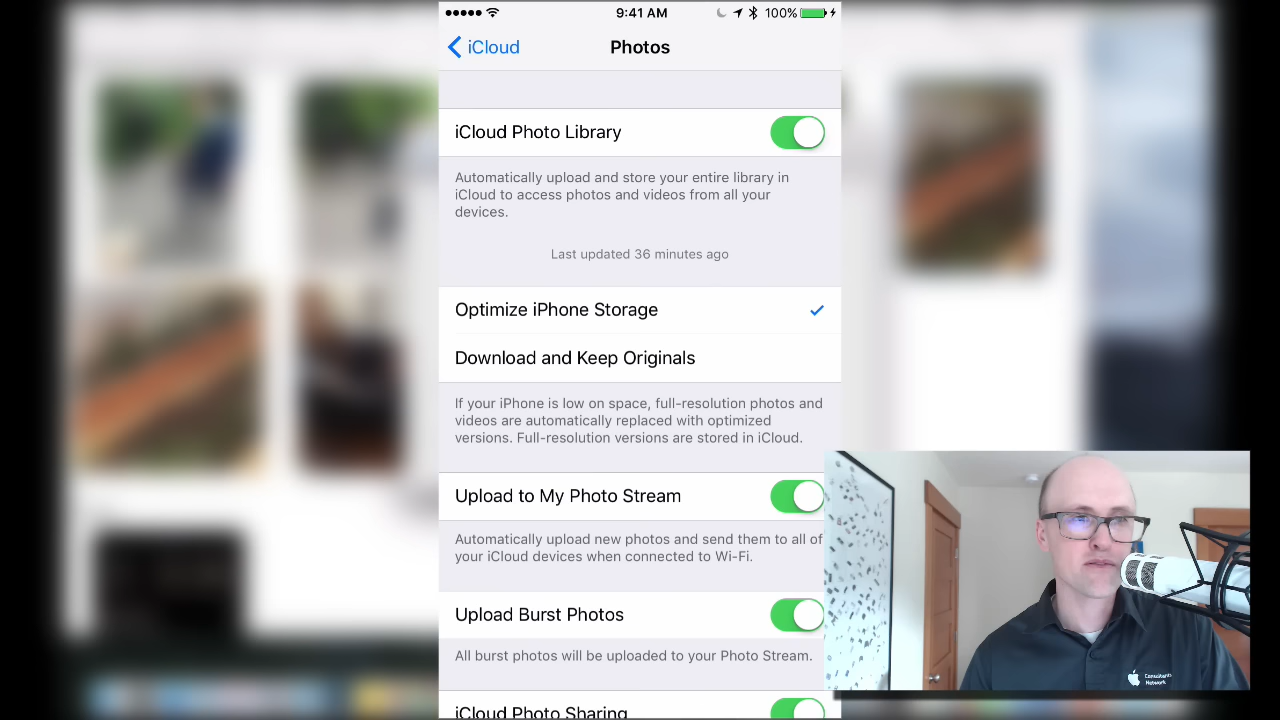 9:41 AM
100%
iCloud
Photos
iCloud Photo Library
Automatically upload and store your entire library in
iCloud to access photos and videos from all your
devices.
Last updated 36 minutes ago
Optimize iPhone Storage
Download and Keep Originals
If your iPhone is low on space, full-resolution photos and
videos are automatically replaced with optimized
versions. Full-resolution versions are stored in iCloud.
Upload to My Photo Stream
Automatically upload new photos and send them to all of
your iCloud devices when connected to Wi-Fi.
Upload Burst Photos
All burst photos will be uploaded to your Photo Stream.
iCloud Photo Sharing
Consultants
Network